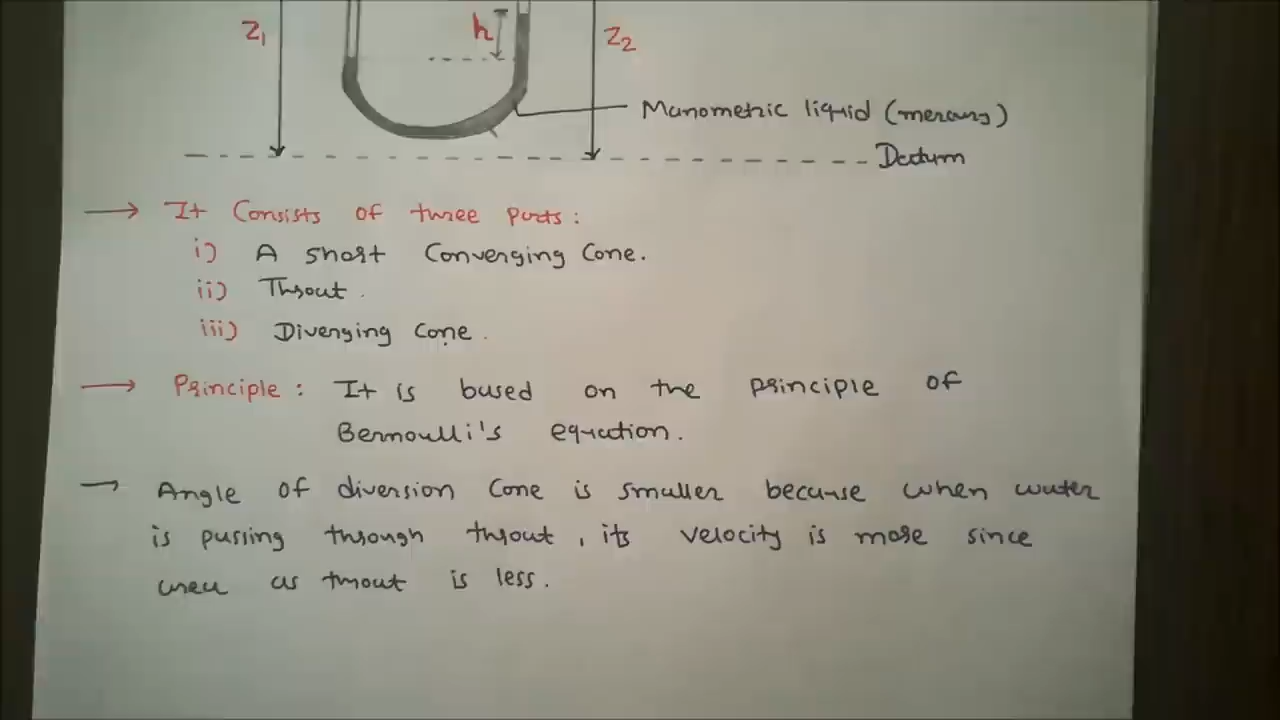 Z1 h Z2
Manometric liquid (mercury)
Datum
→ It Consists of three parts:
i) A short Converging Cone.
ii) Throat.
iii) Diverging Cone.
→ Principle: It is based on the principle of
Bernoulli's equation.
→ Angle of diversion Cone is smaller because when water
is passing through throat, its velocity is more since
area as throat is less.